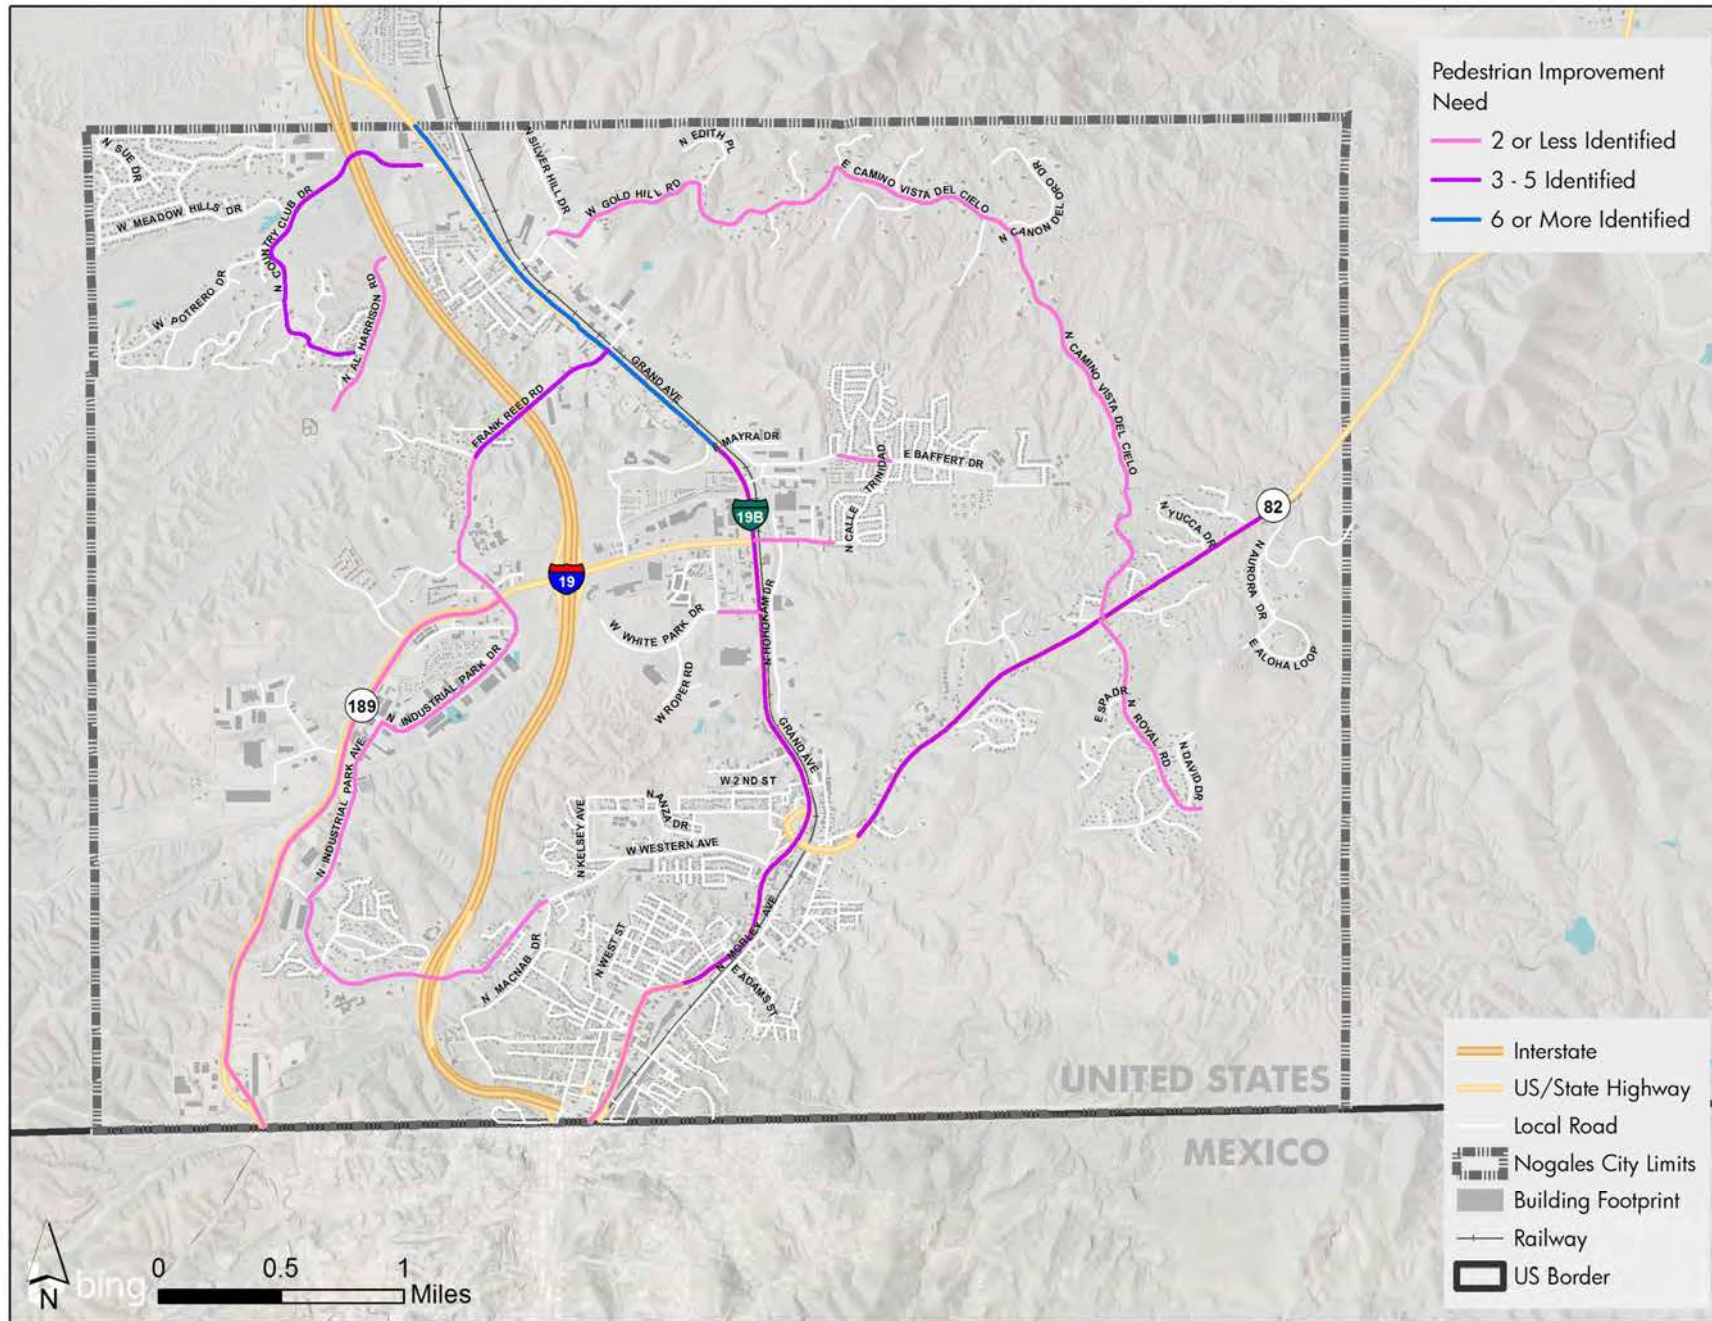 Pedestrian Improvement
Need
2 or Less Identified
3 - 5 Identified
6 or More Identified
N SUE DR
W MEADOW HILLS DR
N COUNTRY CLUB DR
W POTRERO DR
N AL HARRISON RD
N SILVER HILL DR
N EDITH PL
W GOLD HILL RD
E CAMINO VISTA DEL CIELO
N CANON DEL ORO DR
N CAMINO VISTA DEL CIELO
GRAND AVE
FRANK REED RD
E MAYRA DR
E BAFFERT DR
N CALLE TRINIDAD
19B
82
N YUCCA DR
N AURORA DR
E ALOHA LOOP
19
W WHITE PARK DR
N HOHOKAM DR
W ROPER RD
189
N INDUSTRIAL PARK DR
N INDUSTRIAL PARK AVE
E SPA DR
N ROYAL RD
N DAVID DR
GRAND AVE
W 2 ND ST
N ANZA DR
N KELSEY AVE
W WESTERN AVE
N WEST ST
N MACNAB DR
N MORLEY AVE
E ADAMS ST
UNITED STATES
MEXICO
Interstate
US/State Highway
Local Road
Nogales City Limits
Building Footprint
Railway
US Border
N
bing
0 0.5 1
Miles